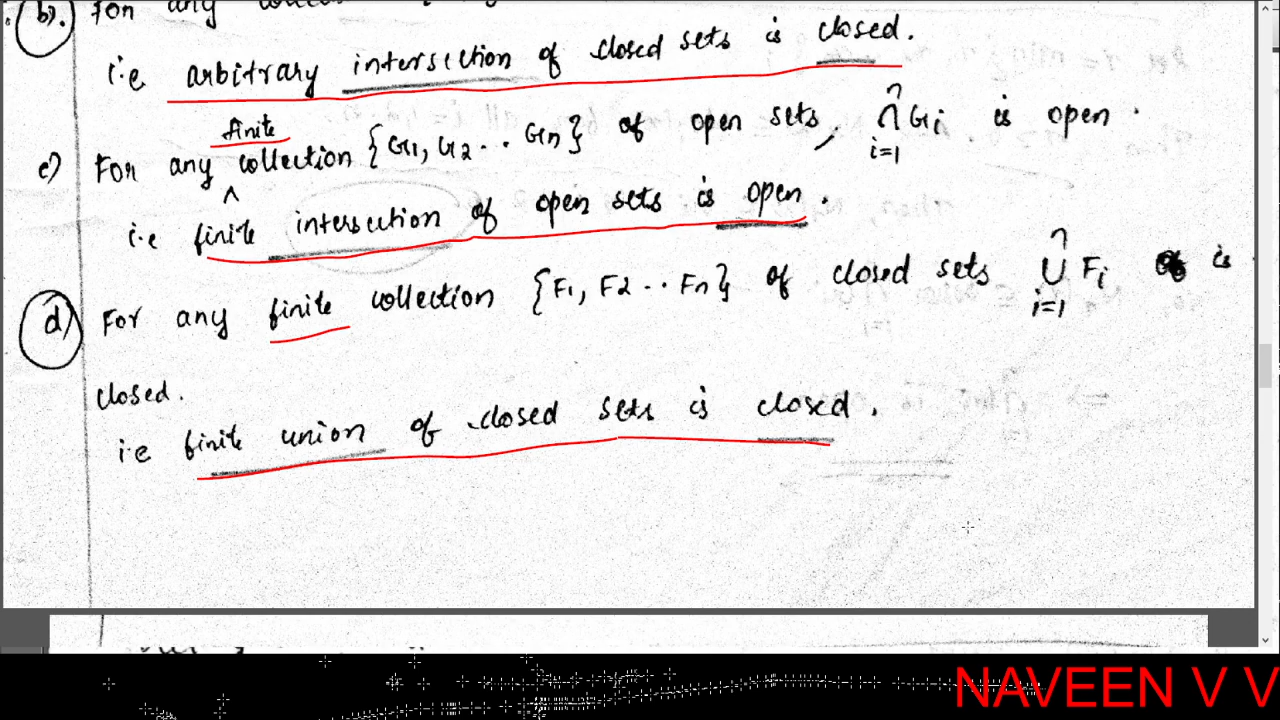 b). For any
i.e arbitrary intersection of closed sets is closed.
finite
c) For any collection {G1, G2 .. Gn} of open sets, n ∩ i=1 Gi is open.
^
i.e finite intersection of open sets is open.
d) For any finite collection {F1, F2 .. Fn} of closed sets n ∪ i=1 Fi is
closed.
i.e finite union of closed sets is closed.
NAVEEN V V